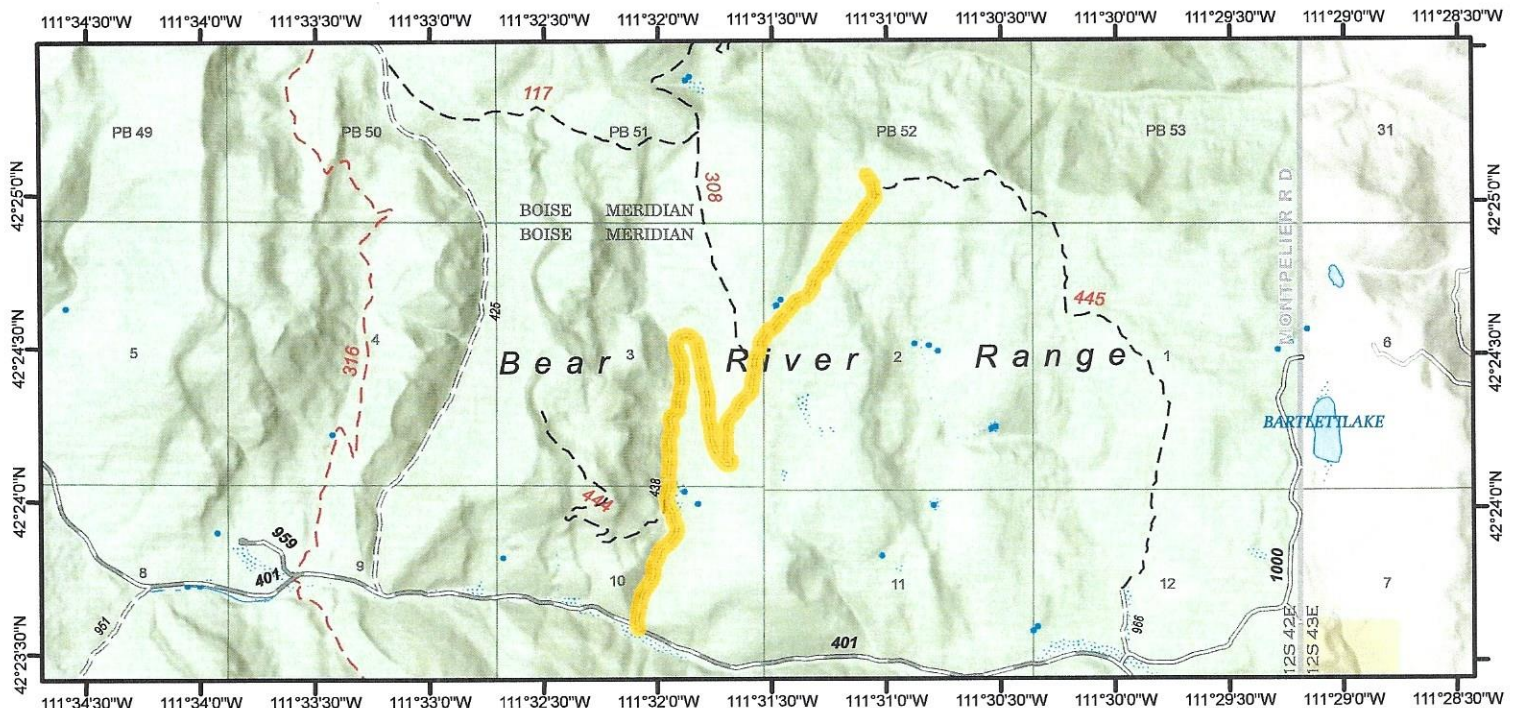 111°34'30"W 111°34'0"W 111°33'30"W 111°33'0"W 111°32'30"W 111°32'0"W 111°31'30"W 111°31'0"W 111°30'30"W 111°30'0"W 111°29'30"W 111°29'0"W 111°28'30"W
117
PB 49 PB 50 PB 51 PB 52 PB 53 31
42°25'0"N 42°25'0"N
308
BOISE MERIDIAN
BOISE MERIDIAN
MONTPELIER R D
445
425
42°24'30"N 42°24'30"N
5 4 3 2 1 6
316
Bear River Range
BARTLETT LAKE
42°24'0"N 42°24'0"N
444
438
959
401
8 9 10 11 12 7
1000
951
966
401
12S 42E
12S 43E
42°23'30"N 42°23'30"N
111°34'30"W 111°34'0"W 111°33'30"W 111°33'0"W 111°32'30"W 111°32'0"W 111°31'30"W 111°31'0"W 111°30'30"W 111°30'0"W 111°29'30"W 111°29'0"W 111°28'30"W